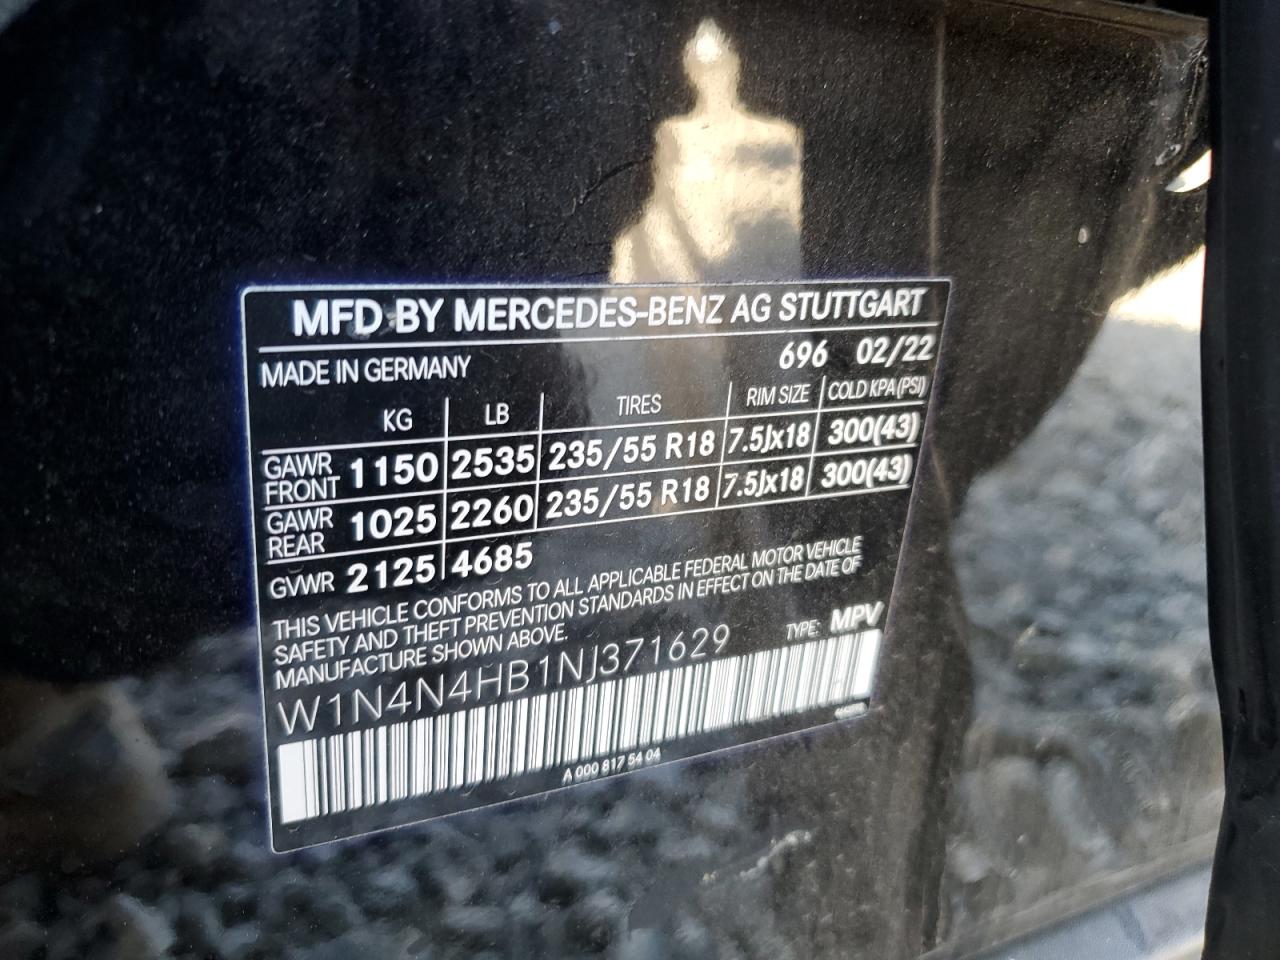 MFD BY MERCEDES-BENZ AG STUTTGART
MADE IN GERMANY 696 02/22
KG LB TIRES RIM SIZE COLD KPA (PSI)
GAWR FRONT 1150 2535 235/55 R18 7.5Jx18 300(43)
GAWR REAR 1025 2260 235/55 R18 7.5Jx18 300(43)
GVWR 2125 4685
THIS VEHICLE CONFORMS TO ALL APPLICABLE FEDERAL MOTOR VEHICLE
SAFETY AND THEFT PREVENTION STANDARDS IN EFFECT ON THE DATE OF
MANUFACTURE SHOWN ABOVE.
W1N4N4HB1NJ371629 TYPE: MPV
A 000 817 54 04